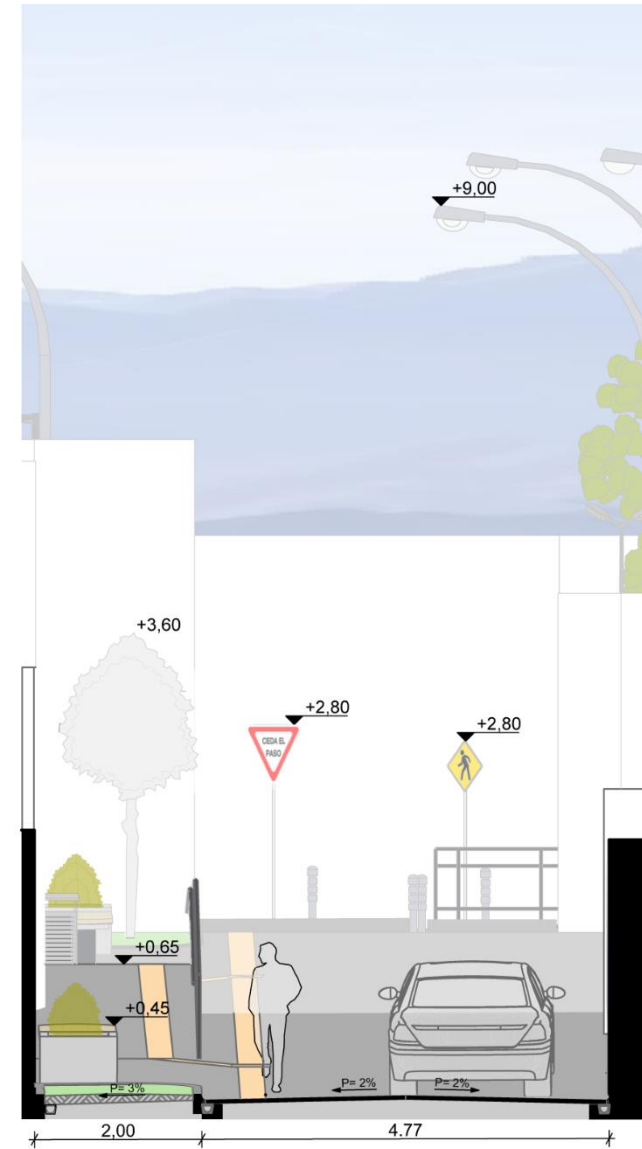 +9,00
+3,60
+2,80
+2,80
CEDA EL
PASO
+0,65
+0,45
P= 3%
P= 2%
P= 2%
2,00
4.77